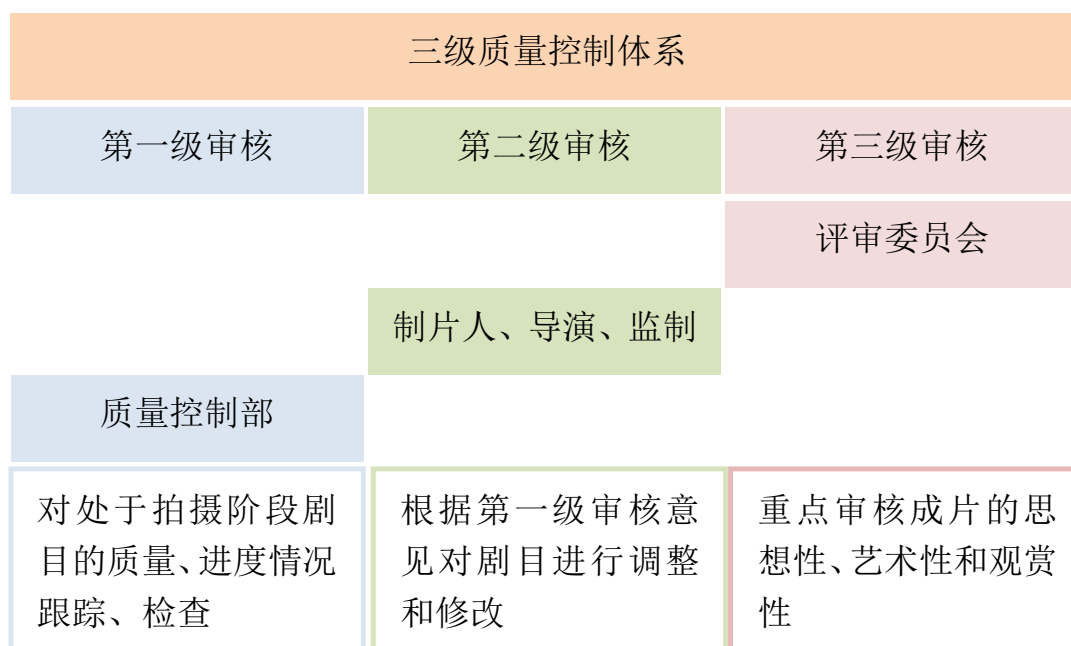 三级质量控制体系
第一级审核
第二级审核
第三级审核
评审委员会
制片人、导演、监制
质量控制部
对处于拍摄阶段剧
目的质量、进度情况
跟踪、检查
根据第一级审核意
见对剧目进行调整
和修改
重点审核成片的思
想性、艺术性和观赏
性